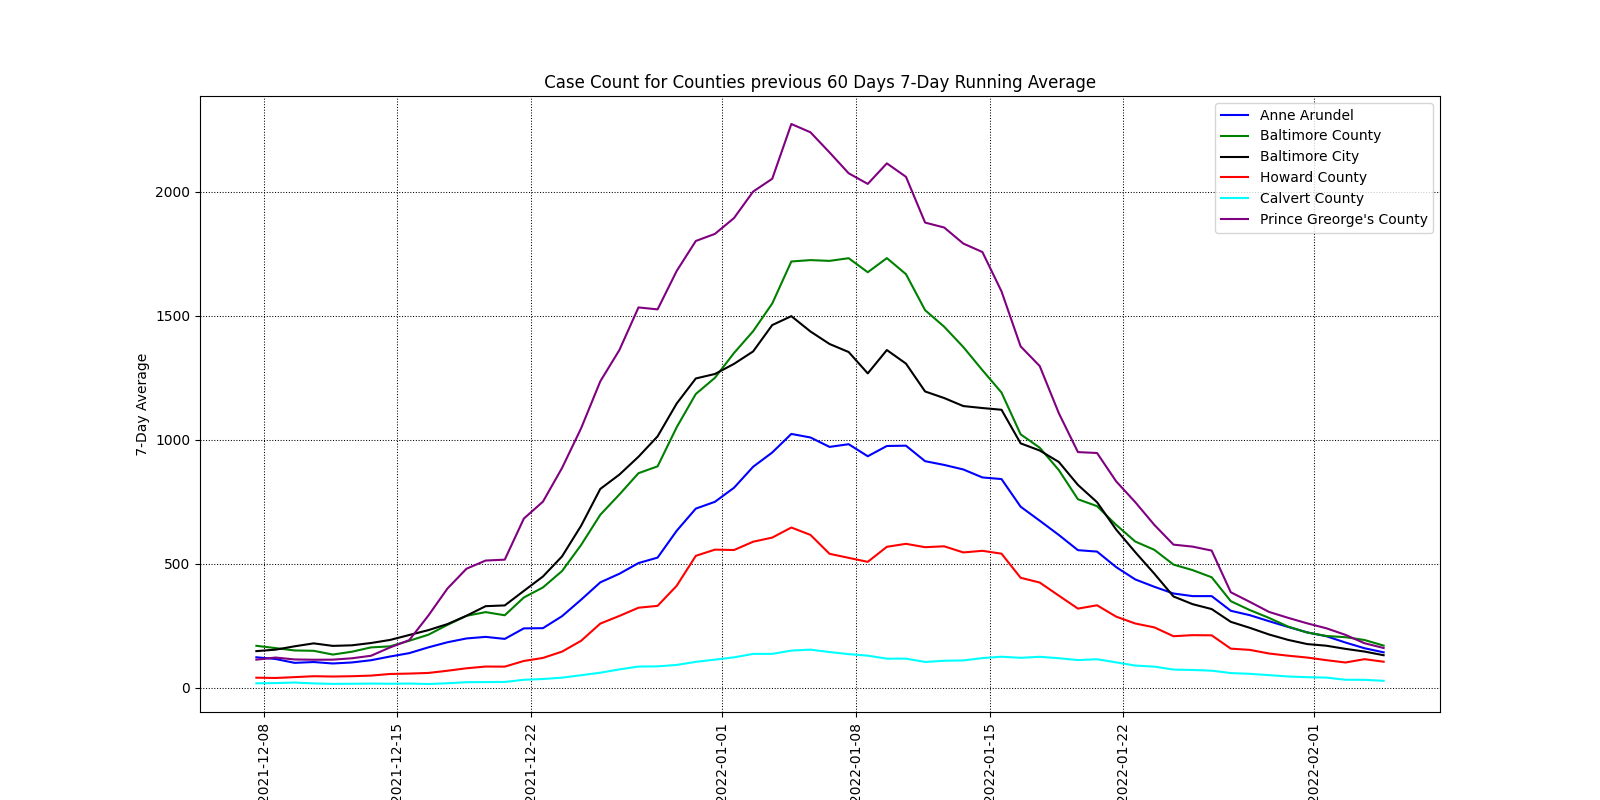 Case Count for Counties previous 60 Days 7-Day Running Average
Anne Arundel
Baltimore County
Baltimore City
Howard County
Calvert County
Prince Greorge's County
7-Day Average
2000
1500
1000
500
0
2021-12-08
2021-12-15
2021-12-22
2022-01-01
2022-01-08
2022-01-15
2022-01-22
2022-02-01